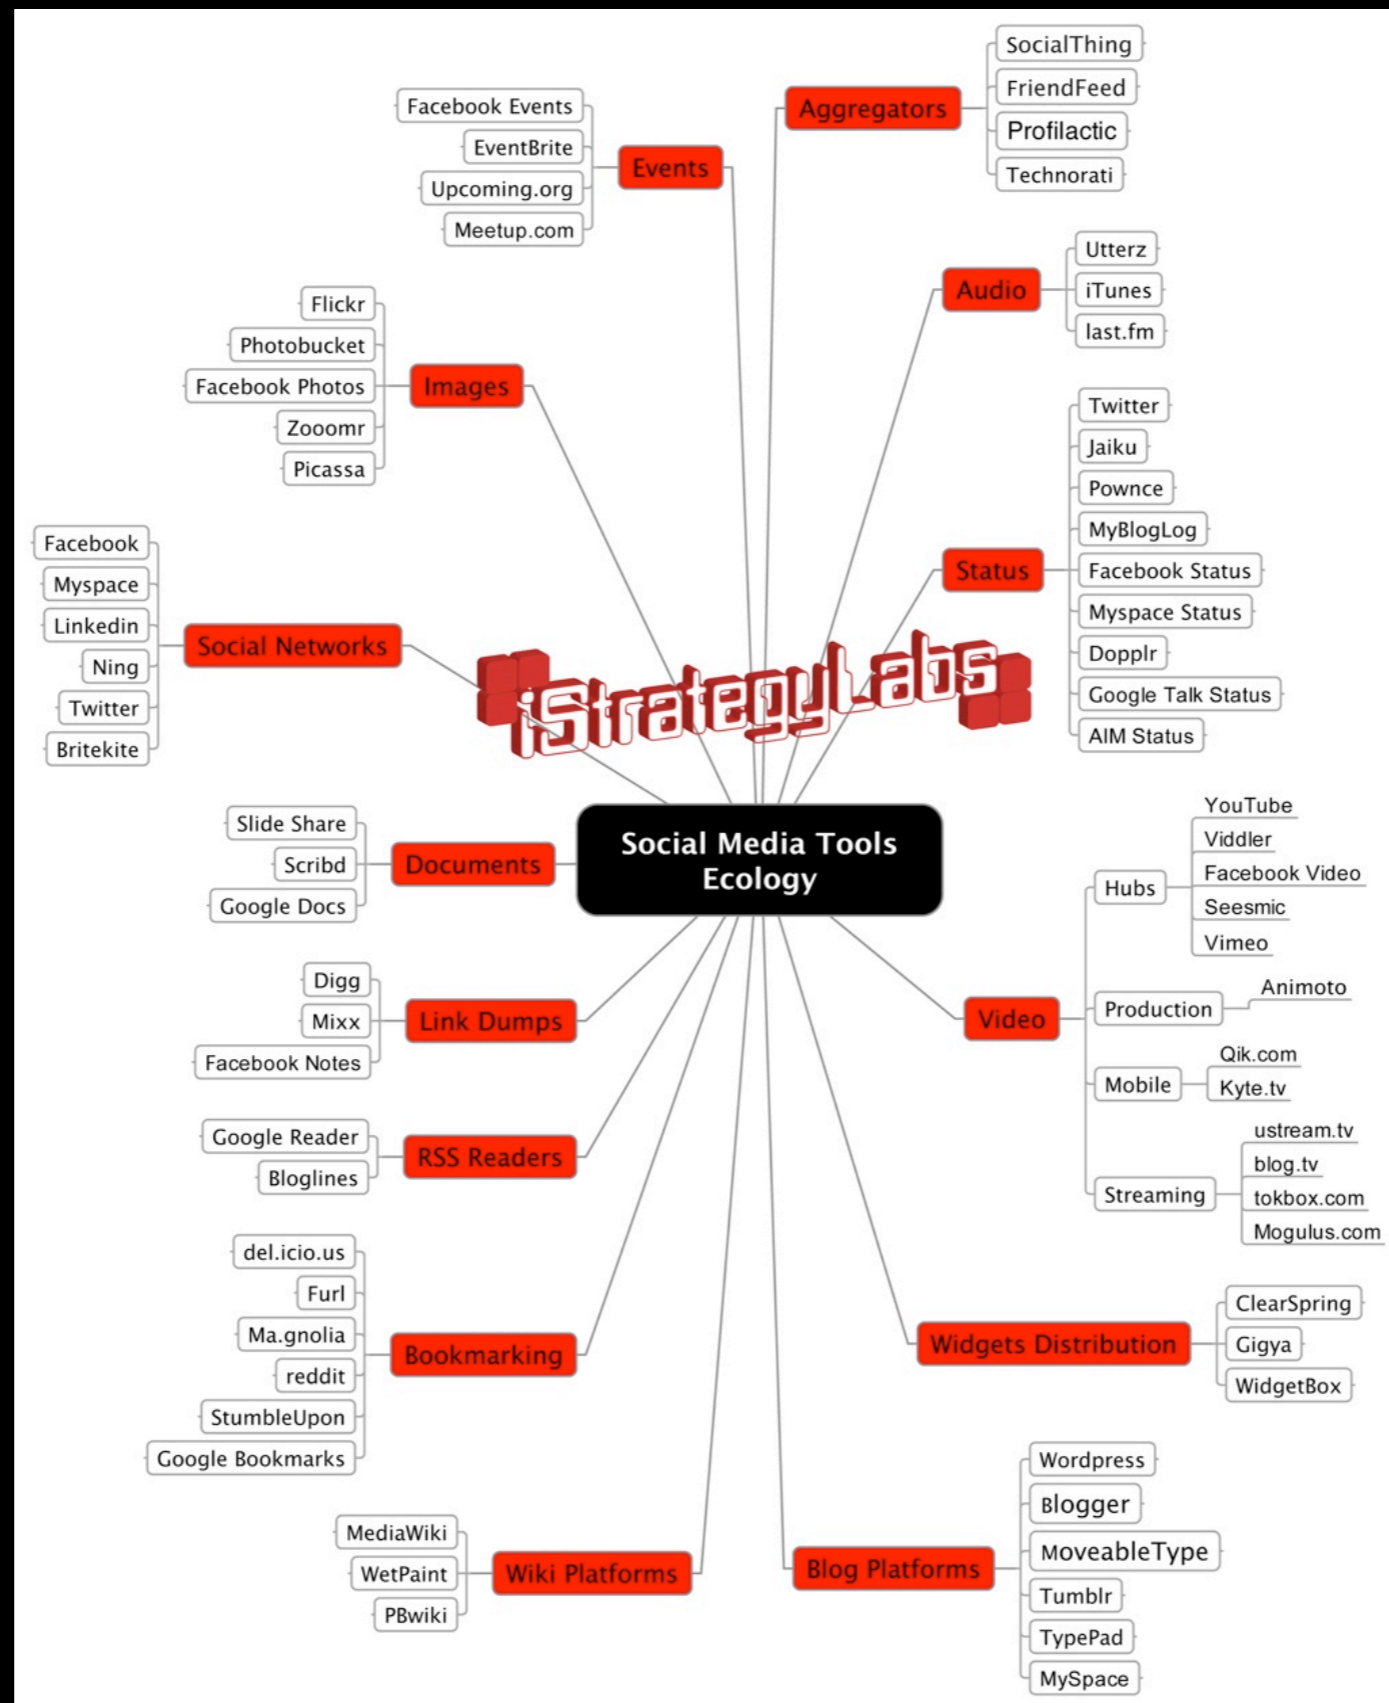 Social Media Tools
Ecology
iStrategyLabs
Aggregators
SocialThing
FriendFeed
Profilactic
Technorati
Audio
Utterz
iTunes
last.fm
Status
Twitter
Jaiku
Pownce
MyBlogLog
Facebook Status
Myspace Status
Dopplr
Google Talk Status
AIM Status
Video
Hubs
YouTube
Viddler
Facebook Video
Seesmic
Vimeo
Production
Animoto
Mobile
Qik.com
Kyte.tv
Streaming
ustream.tv
blog.tv
tokbox.com
Mogulus.com
Widgets Distribution
ClearSpring
Gigya
WidgetBox
Blog Platforms
Wordpress
Blogger
MoveableType
Tumblr
TypePad
MySpace
Events
Facebook Events
EventBrite
Upcoming.org
Meetup.com
Images
Flickr
Photobucket
Facebook Photos
Zooomr
Picassa
Social Networks
Facebook
Myspace
Linkedin
Ning
Twitter
Britekite
Documents
Slide Share
Scribd
Google Docs
Link Dumps
Digg
Mixx
Facebook Notes
RSS Readers
Google Reader
Bloglines
Bookmarking
del.icio.us
Furl
Ma.gnolia
reddit
StumbleUpon
Google Bookmarks
Wiki Platforms
MediaWiki
WetPaint
PBwiki